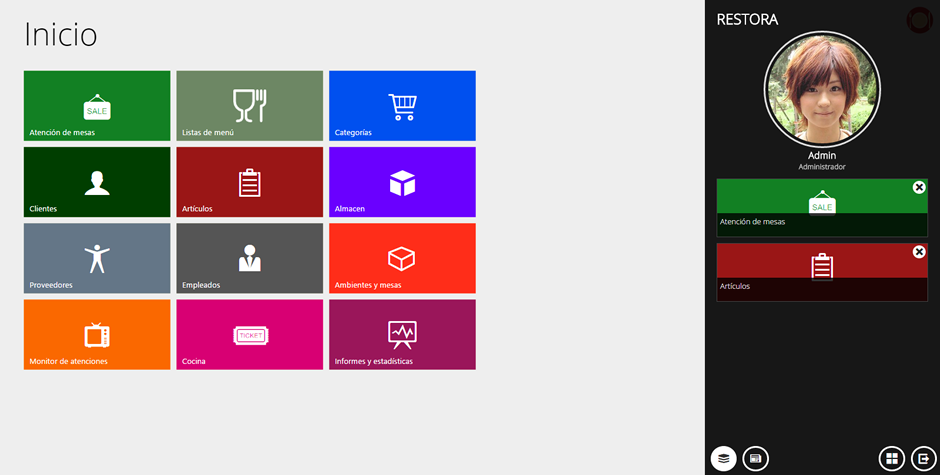 Inicio
SALE
Atención de mesas
Listas de menú
Categorías
Clientes
Artículos
Almacen
Proveedores
Empleados
Ambientes y mesas
Monitor de atenciones
TICKET
Cocina
Informes y estadísticas
RESTORA
Admin
Administrador
SALE
Atención de mesas
Artículos